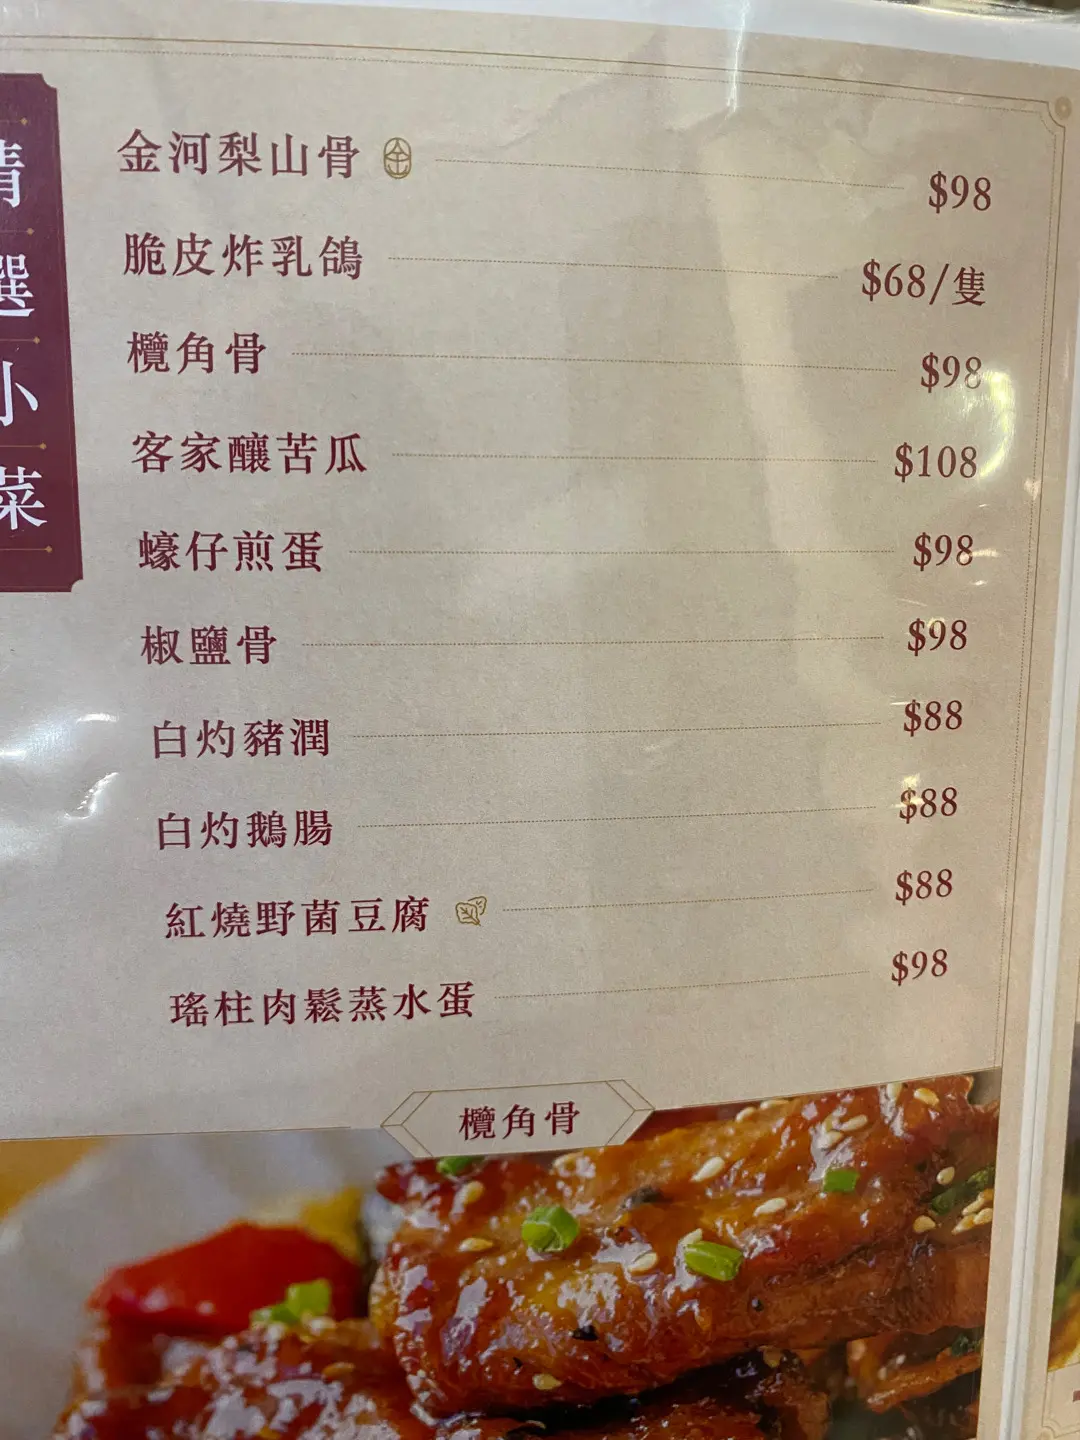 精選小菜
金河梨山骨 $98
脆皮炸乳鴿 $68/隻
欖角骨 $98
客家釀苦瓜 $108
蠔仔煎蛋 $98
椒鹽骨 $98
白灼豬潤 $88
白灼鵝腸 $88
紅燒野菌豆腐 $88
瑤柱肉鬆蒸水蛋 $98
欖角骨